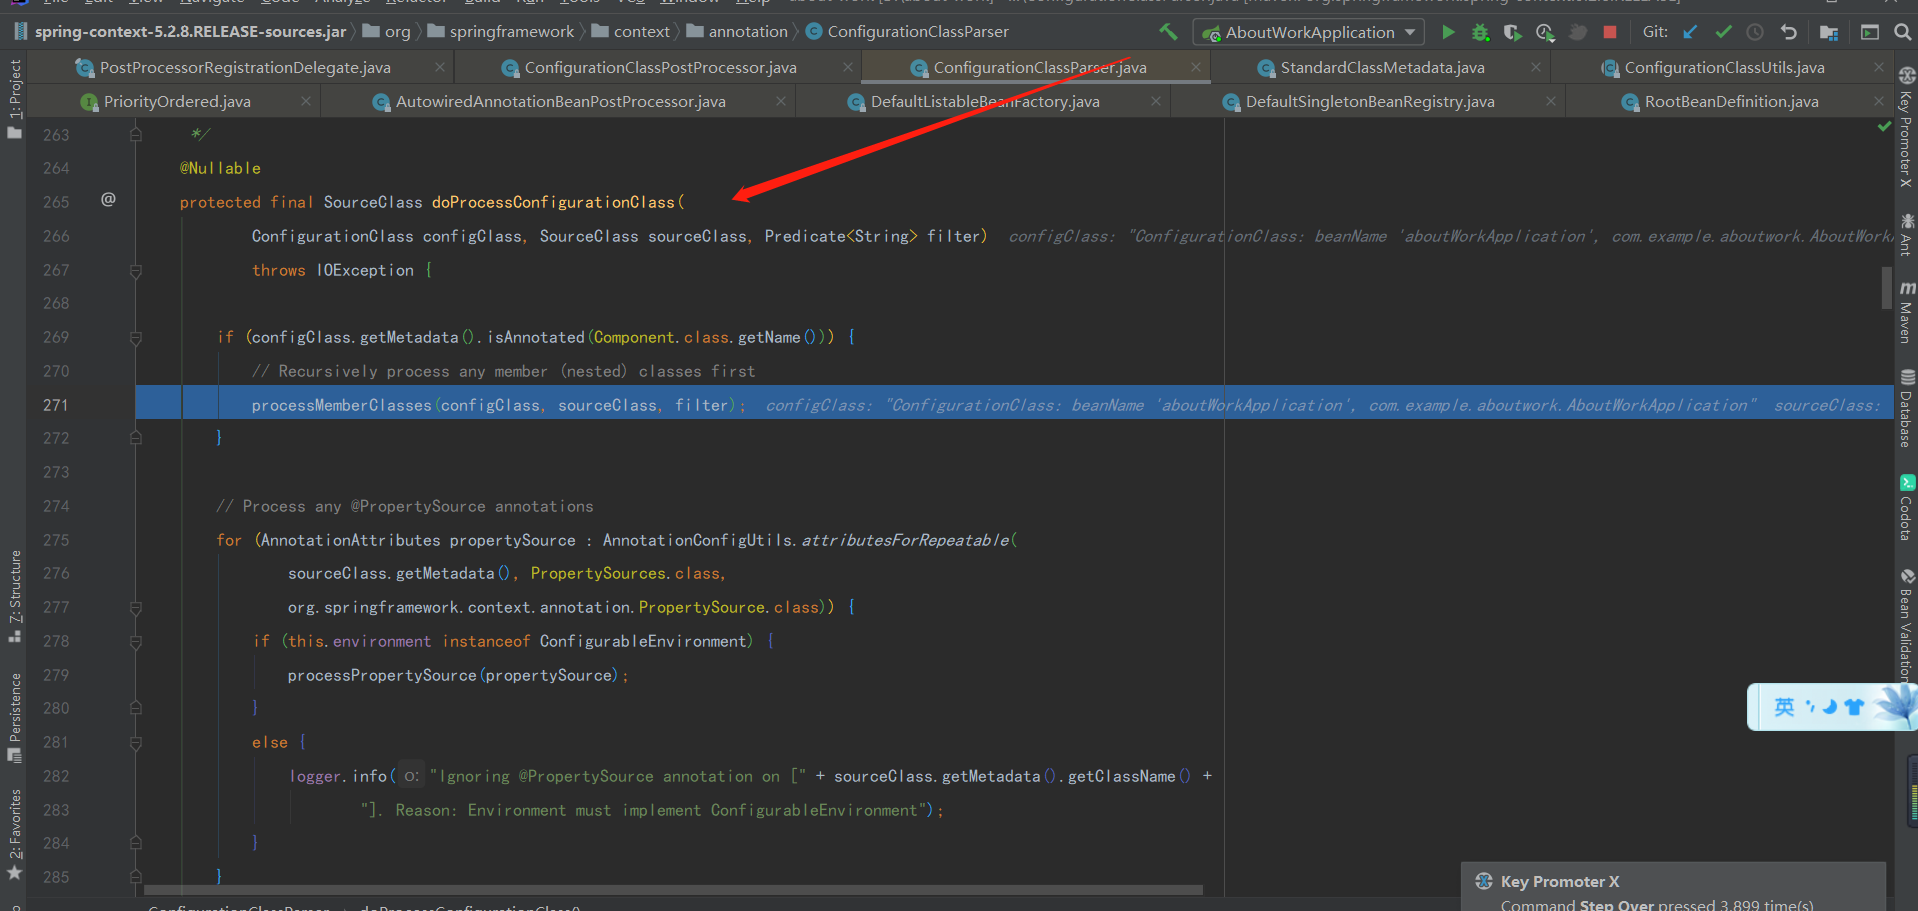 spring-context-5.2.8.RELEASE-sources.jar org springframework context annotation ConfigurationClassParser AboutWorkApplication Git:
PostProcessorRegistrationDelegate.java ConfigurationClassPostProcessor.java ConfigurationClassParser.java StandardClassMetadata.java ConfigurationClassUtils.java
PriorityOrdered.java AutowiredAnnotationBeanPostProcessor.java DefaultListableBeanFactory.java DefaultSingletonBeanRegistry.java RootBeanDefinition.java
1: Project
7: Structure
Persistence
2: Favorites
263 */
264 @Nullable
265 @ protected final SourceClass doProcessConfigurationClass(
266 ConfigurationClass configClass, SourceClass sourceClass, Predicate<String> filter) configClass: "ConfigurationClass: beanName 'aboutWorkApplication', com.example.aboutwork.AboutWork
267 throws IOException {
268
269 if (configClass.getMetadata().isAnnotated(Component.class.getName())) {
270 // Recursively process any member (nested) classes first
271 processMemberClasses(configClass, sourceClass, filter); configClass: "ConfigurationClass: beanName 'aboutWorkApplication', com.example.aboutwork.AboutWorkApplication" sourceClass:
272 }
273
274 // Process any @PropertySource annotations
275 for (AnnotationAttributes propertySource : AnnotationConfigUtils.attributesForRepeatable(
276 sourceClass.getMetadata(), PropertySources.class,
277 org.springframework.context.annotation.PropertySource.class)) {
278 if (this.environment instanceof ConfigurableEnvironment) {
279 processPropertySource(propertySource);
280 }
281 else {
282 logger.info( o: "Ignoring @PropertySource annotation on [" + sourceClass.getMetadata().getClassName() +
283 "]. Reason: Environment must implement ConfigurableEnvironment");
284 }
285 }
Key Promoter X
Ant
Maven
Database
Codota
Bean Validation
英
Key Promoter X
Command Step Over pressed 3,899 time(s)
ConfigurationClassParser doProcessConfigurationClass()